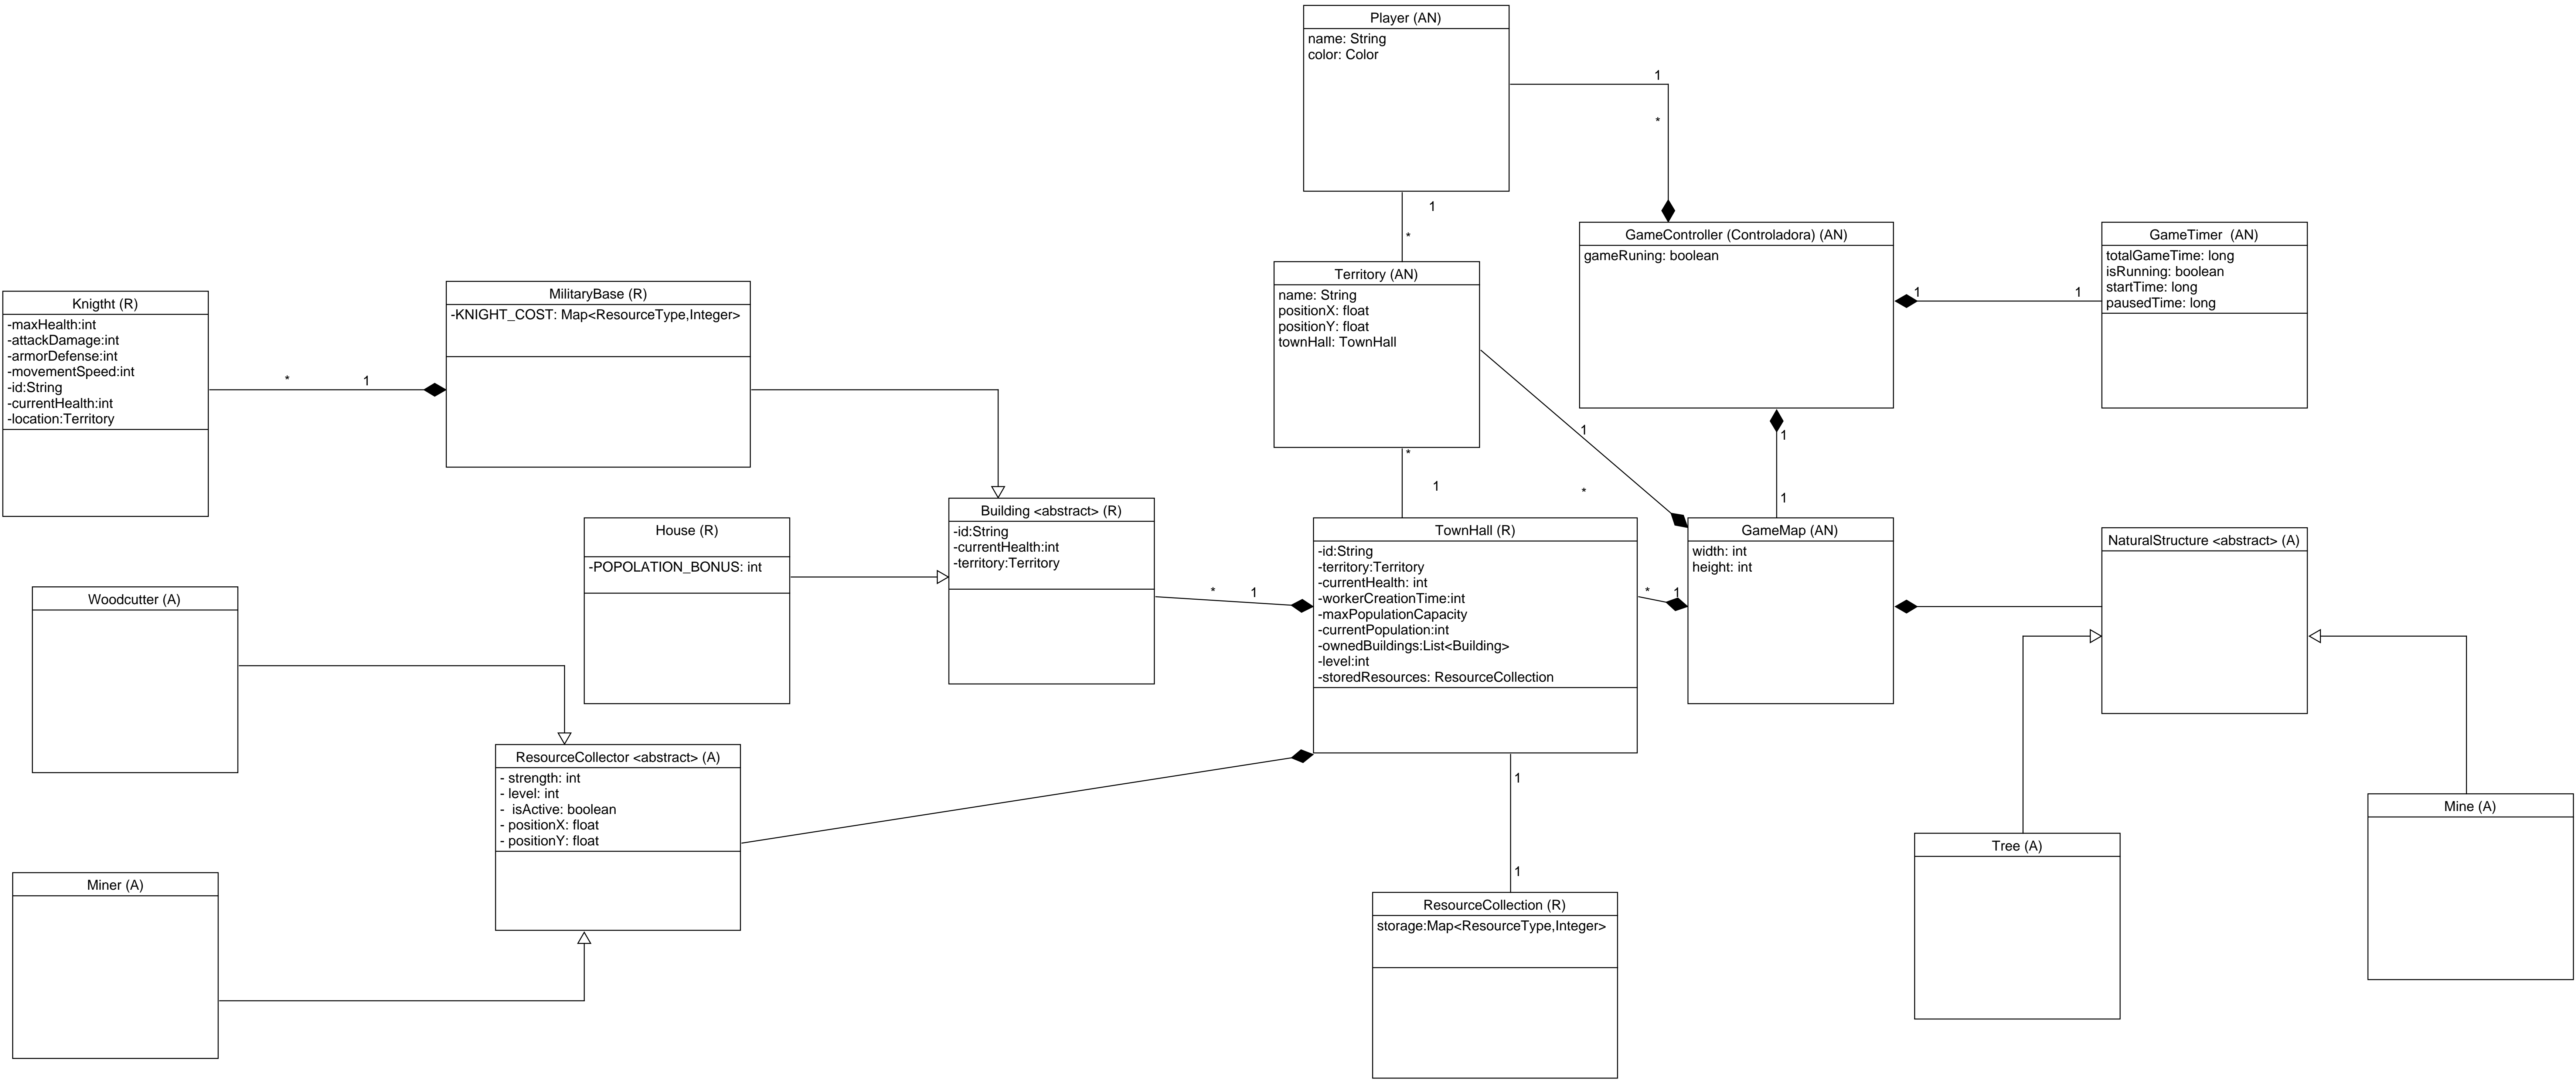 Player (AN)
name: String
color: Color
1
*
1
*
GameController (Controladora) (AN)
gameRuning: boolean
GameTimer  (AN)
totalGameTime: long
isRunning: boolean
startTime: long
pausedTime: long
1
1
Territory (AN)
name: String
positionX: float
positionY: float
townHall: TownHall
Knigtht (R)
-maxHealth:int
-attackDamage:int
-armorDefense:int
-movementSpeed:int
-id:String
-currentHealth:int
-location:Territory
*
1
MilitaryBase (R)
-KNIGHT_COST: Map<ResourceType,Integer>
1
*
*
1
1
1
House (R)
-POPOLATION_BONUS: int
Building <abstract> (R)
-id:String
-currentHealth:int
-territory:Territory
*
1
TownHall (R)
-id:String
-territory:Territory
-currentHealth: int
-workerCreationTime:int
-maxPopulationCapacity
-currentPopulation:int
-ownedBuildings:List<Building>
-level:int
-storedResources: ResourceCollection
*
1
GameMap (AN)
width: int
height: int
NaturalStructure <abstract> (A)
Woodcutter (A)
ResourceCollector <abstract> (A)
- strength: int
- level: int
-  isActive: boolean
- positionX: float
- positionY: float
1
1
Miner (A)
ResourceCollection (R)
storage:Map<ResourceType,Integer>
Tree (A)
Mine (A)